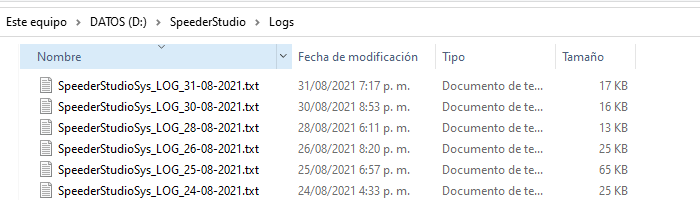 Este equipo > DATOS (D:) > SpeederStudio > Logs
Nombre Fecha de modificación Tipo Tamaño
SpeederStudioSys_LOG_31-08-2021.txt 31/08/2021 7:17 p. m. Documento de te... 17 KB
SpeederStudioSys_LOG_30-08-2021.txt 30/08/2021 8:53 p. m. Documento de te... 16 KB
SpeederStudioSys_LOG_28-08-2021.txt 28/08/2021 6:11 p. m. Documento de te... 13 KB
SpeederStudioSys_LOG_26-08-2021.txt 26/08/2021 8:20 p. m. Documento de te... 25 KB
SpeederStudioSys_LOG_25-08-2021.txt 25/08/2021 6:57 p. m. Documento de te... 65 KB
SpeederStudioSys_LOG_24-08-2021.txt 24/08/2021 4:33 p. m. Documento de te... 25 KB